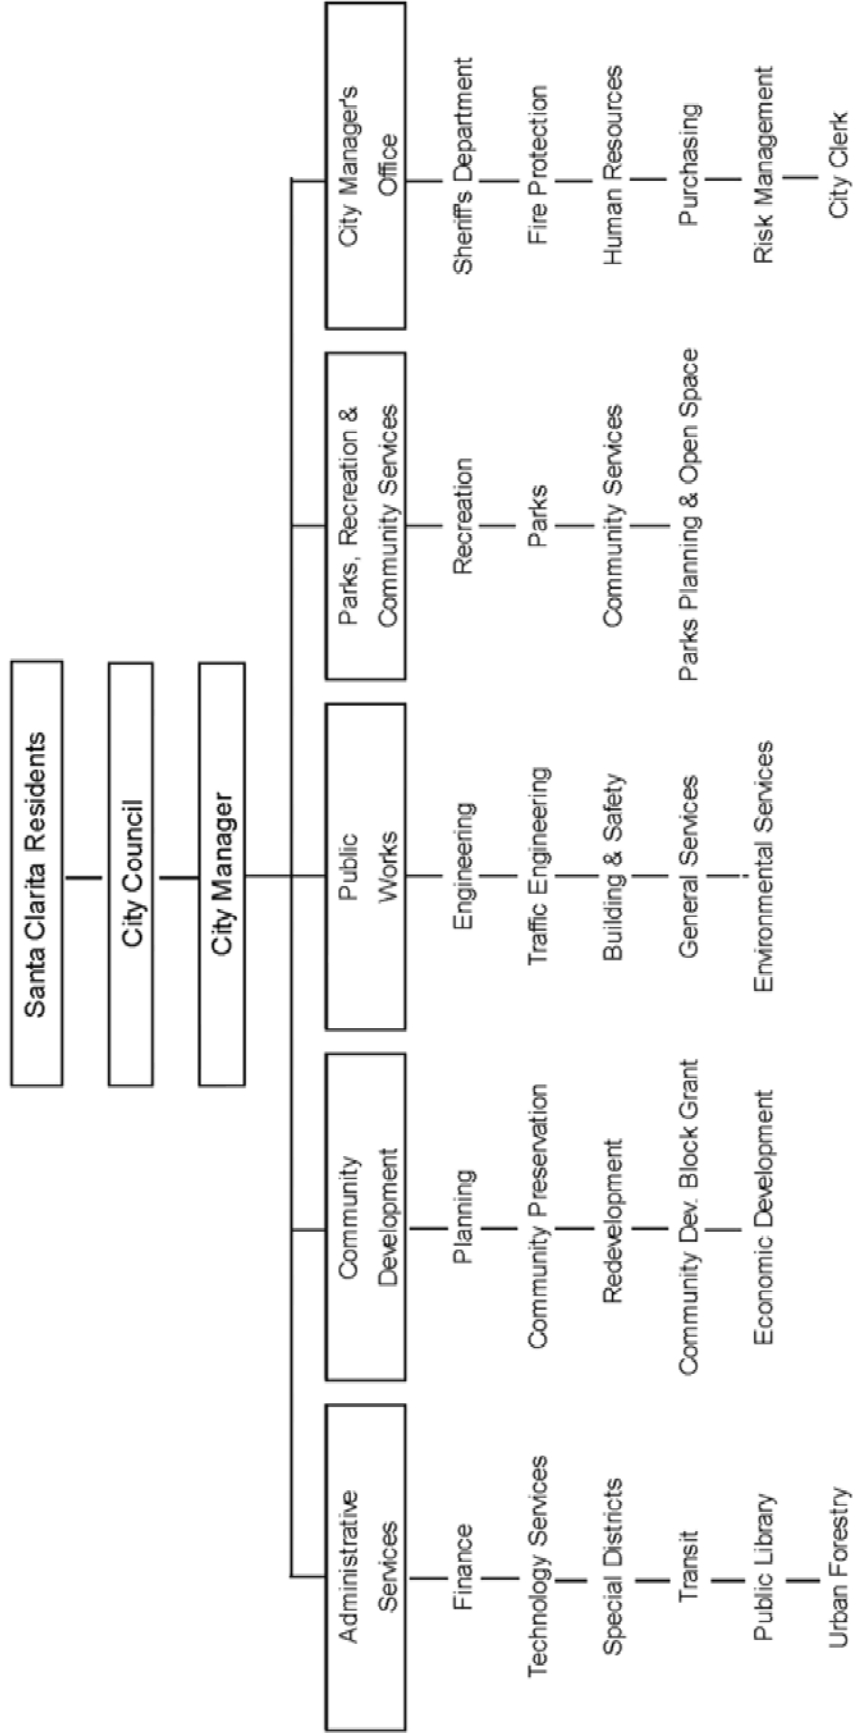 Santa Clarita Residents
City Council
City Manager
Administrative
Services
Finance
Technology Services
Special Districts
Transit
Public Library
Urban Forestry
Community
Development
Planning
Community Preservation
Redevelopment
Community Dev. Block Grant
Economic Development
Public
Works
Engineering
Traffic Engineering
Building & Safety
General Services
Environmental Services
Parks, Recreation &
Community Services
Recreation
Parks
Community Services
Parks Planning & Open Space
City Manager's
Office
Sheriff's Department
Fire Protection
Human Resources
Purchasing
Risk Management
City Clerk